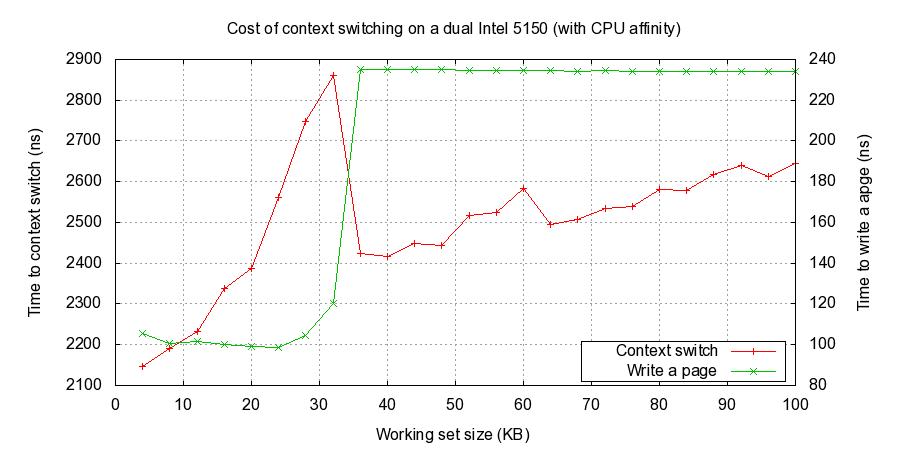 Cost of context switching on a dual Intel 5150 (with CPU affinity)
2900
2800
2700
2600
2500
2400
2300
2200
2100
Time to context switch (ns)
240
220
200
180
160
140
120
100
80
Time to write a apge (ns)
Context switch
Write a page
0 10 20 30 40 50 60 70 80 90 100
Working set size (KB)